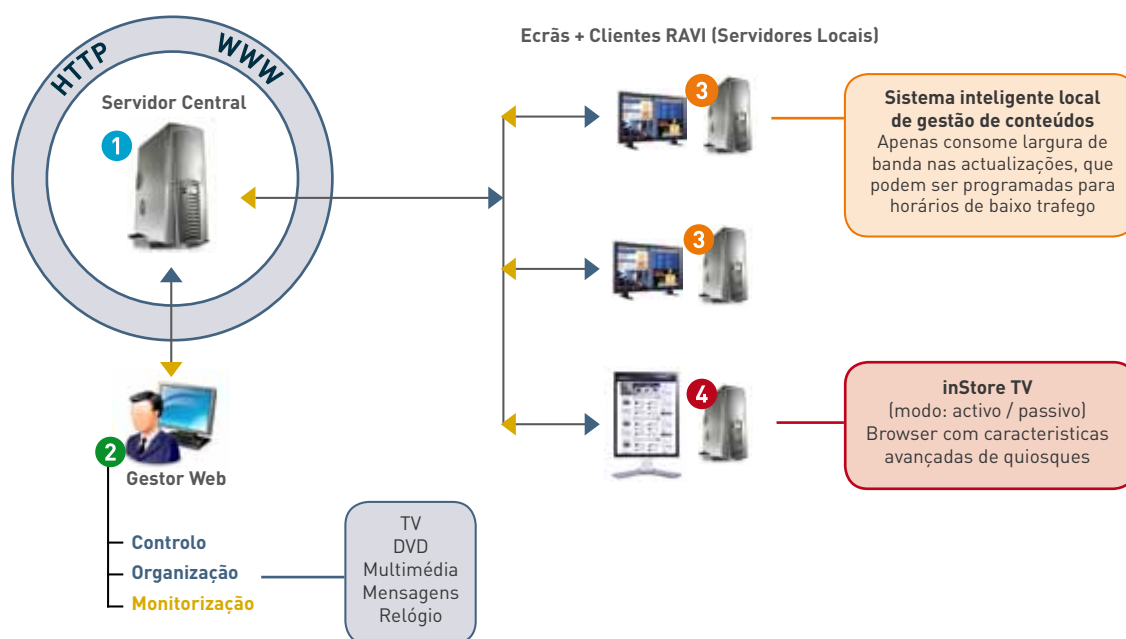 HTTP
WWW
Servidor Central
1
2
Gestor Web
Controlo
Organização
Monitorização
TV
DVD
Multimédia
Mensagens
Relógio
Ecrãs + Clientes RAVI (Servidores Locais)
3
Sistema inteligente local
de gestão de conteúdos
Apenas consome largura de
banda nas actualizações, que
podem ser programadas para
horários de baixo trafego
3
4
inStore TV
(modo: activo / passivo)
Browser com caracteristicas
avançadas de quiosques